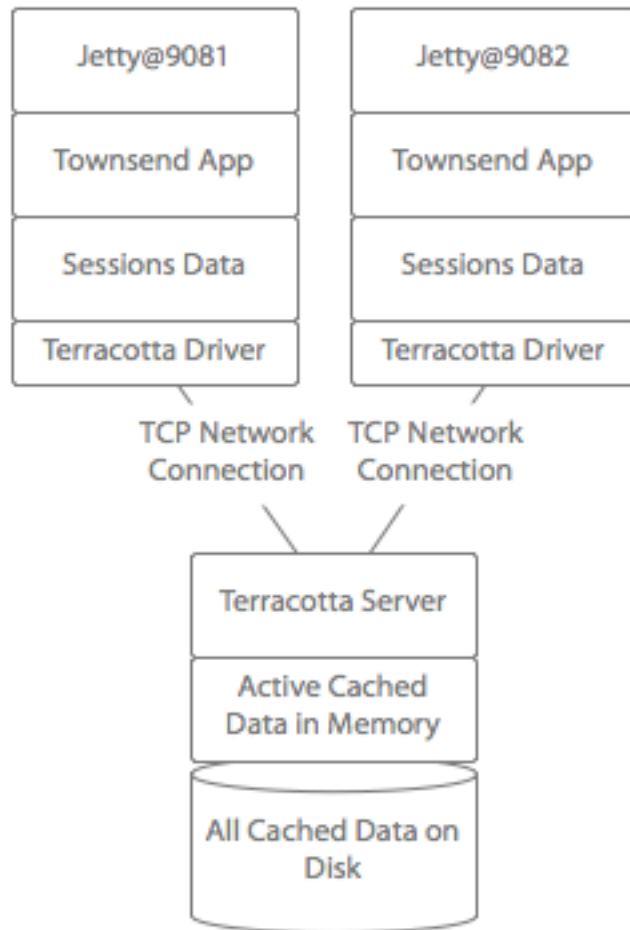 Jetty@9081
Townsend App
Sessions Data
Terracotta Driver
Jetty@9082
Townsend App
Sessions Data
Terracotta Driver
TCP Network
Connection
TCP Network
Connection
Terracotta Server
Active Cached
Data in Memory
All Cached Data on
Disk